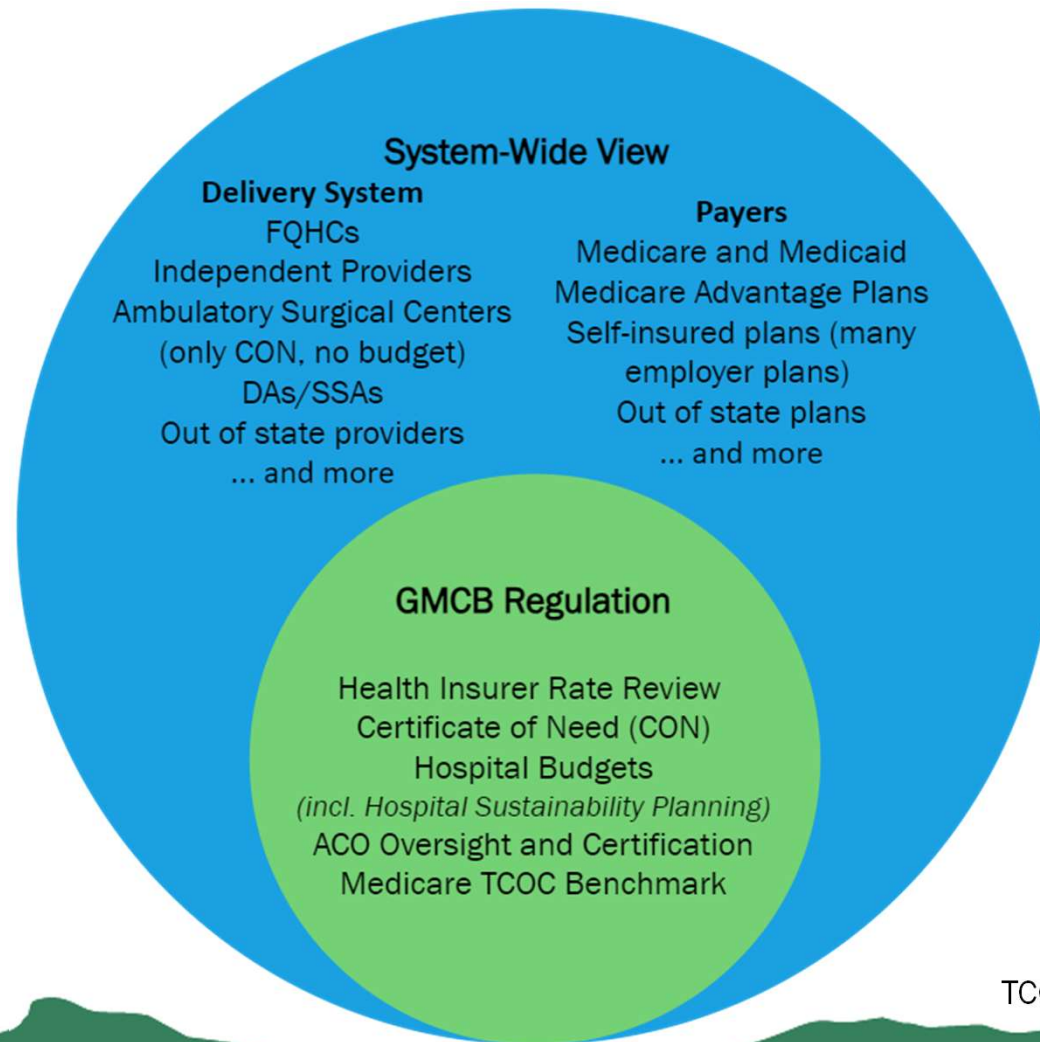 System-Wide View
Delivery System
FQHCs
Independent Providers
Ambulatory Surgical Centers
(only CON, no budget)
DAs/SSAs
Out of state providers
... and more
Payers
Medicare and Medicaid
Medicare Advantage Plans
Self-insured plans (many
employer plans)
Out of state plans
... and more
GMCB Regulation
Health Insurer Rate Review
Certificate of Need (CON)
Hospital Budgets
(incl. Hospital Sustainability Planning)
ACO Oversight and Certification
Medicare TCOC Benchmark